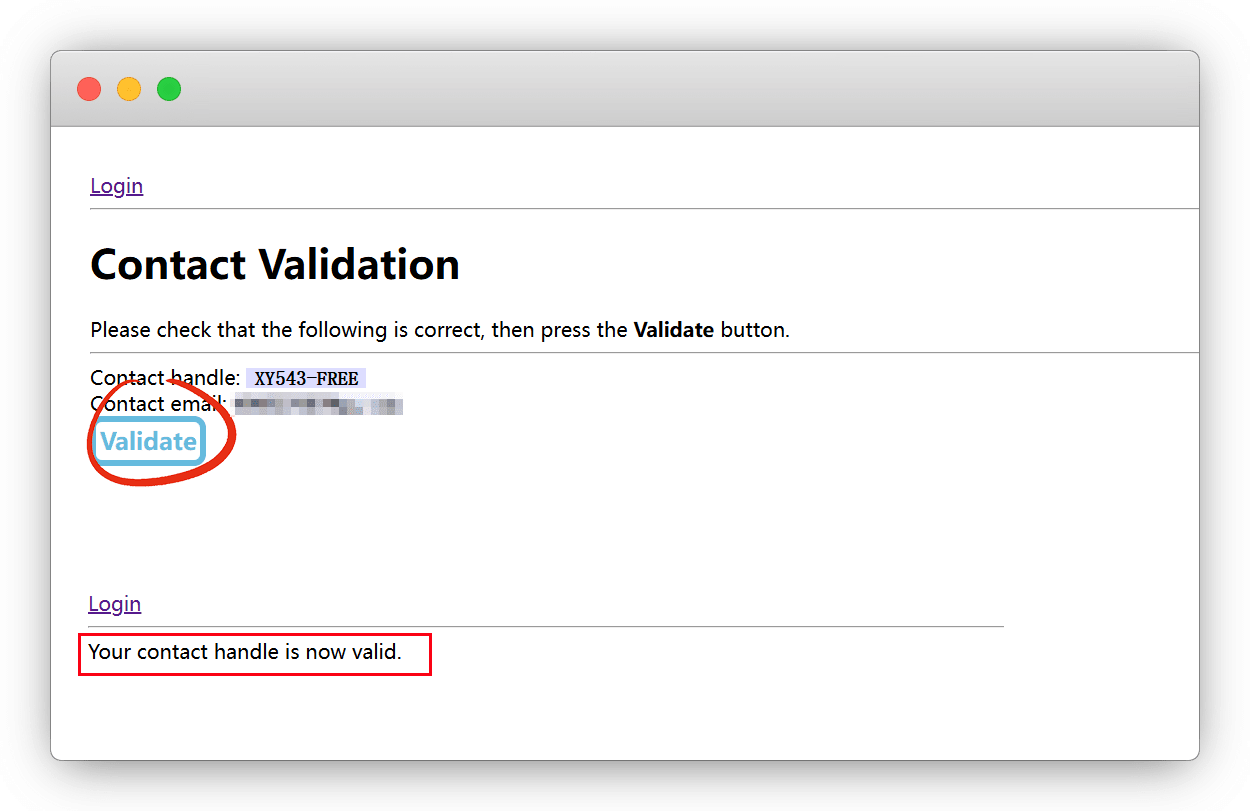 Login
Contact Validation
Please check that the following is correct, then press the Validate button.
Contact handle: XY543-FREE
Contact email:
Validate
Login
Your contact handle is now valid.